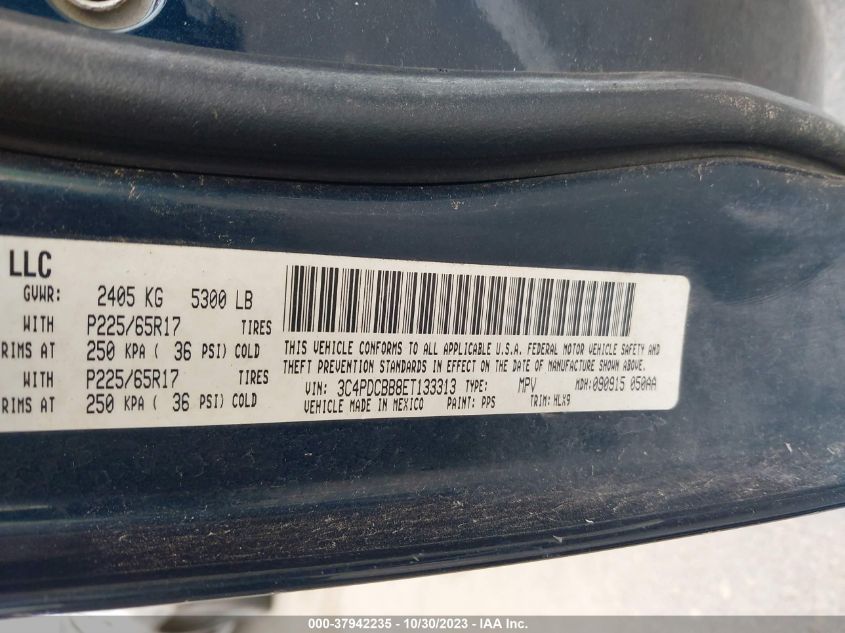 LLC
GVWR: 2405 KG 5300 LB
WITH P225/65R17 TIRES
RIMS AT 250 KPA ( 36 PSI) COLD
WITH P225/65R17 TIRES
RIMS AT 250 KPA ( 36 PSI) COLD
THIS VEHICLE CONFORMS TO ALL APPLICABLE U.S.A. FEDERAL MOTOR VEHICLE SAFETY AND
THEFT PREVENTION STANDARDS IN EFFECT ON THE DATE OF MANUFACTURE SHOWN ABOVE.
VIN: 3C4PDCBB8ET133313 TYPE: MPV MDH:090915 050AA
VEHICLE MADE IN MEXICO PAINT: PPS TRIM: HLX9
000-37942235 - 10/30/2023 - IAA Inc.